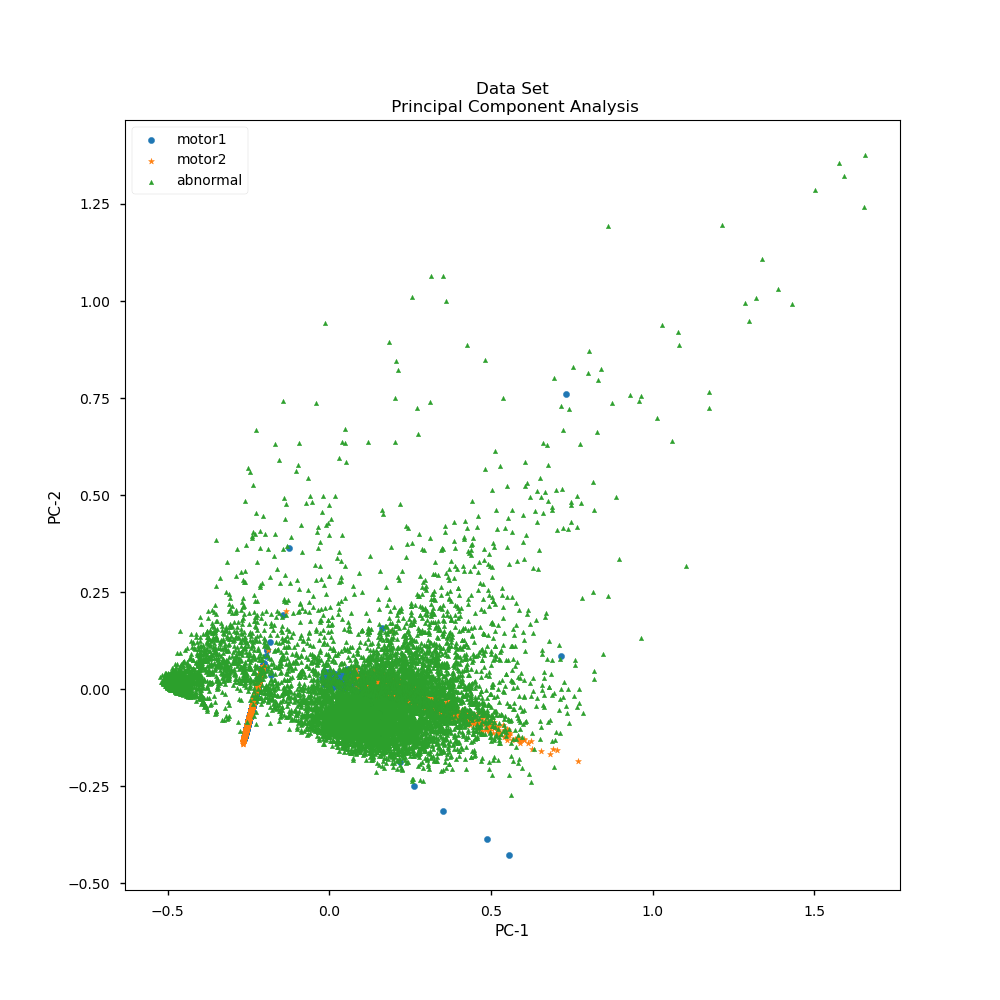 Data Set
Principal Component Analysis
motor1
motor2
abnormal
1.25
1.00
0.75
0.50
0.25
0.00
−0.25
−0.50
PC-2
−0.5
0.0
0.5
1.0
1.5
PC-1